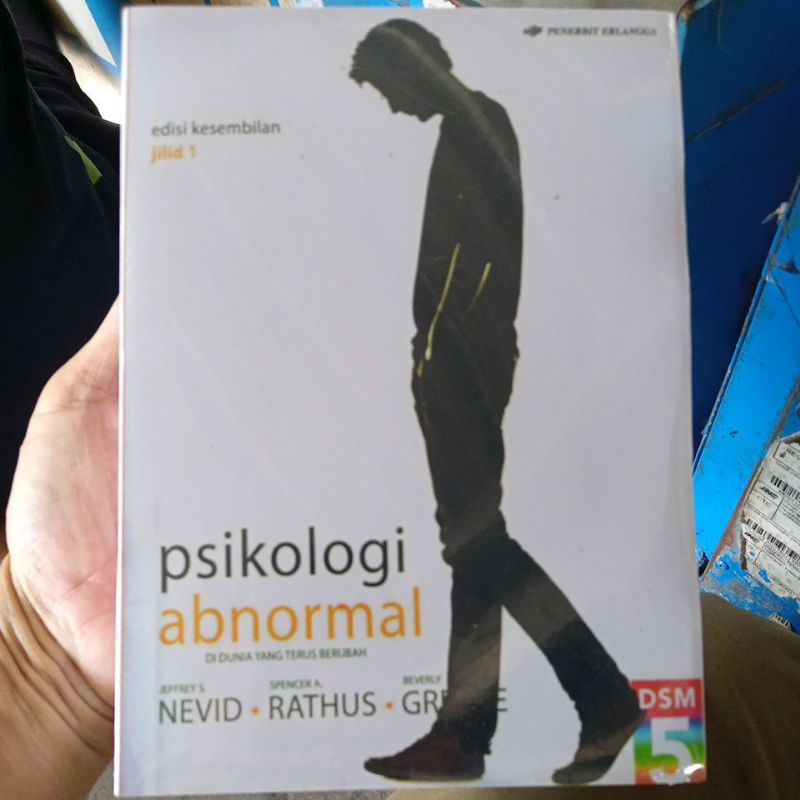 PENERBIT ERLANGGA
edisi kesembilan
jilid 1
psikologi
abnormal
DI DUNIA YANG TERUS BERUBAH
JEFFREY S. SPENCER A. BEVERLY
NEVID • RATHUS •
DSM
5